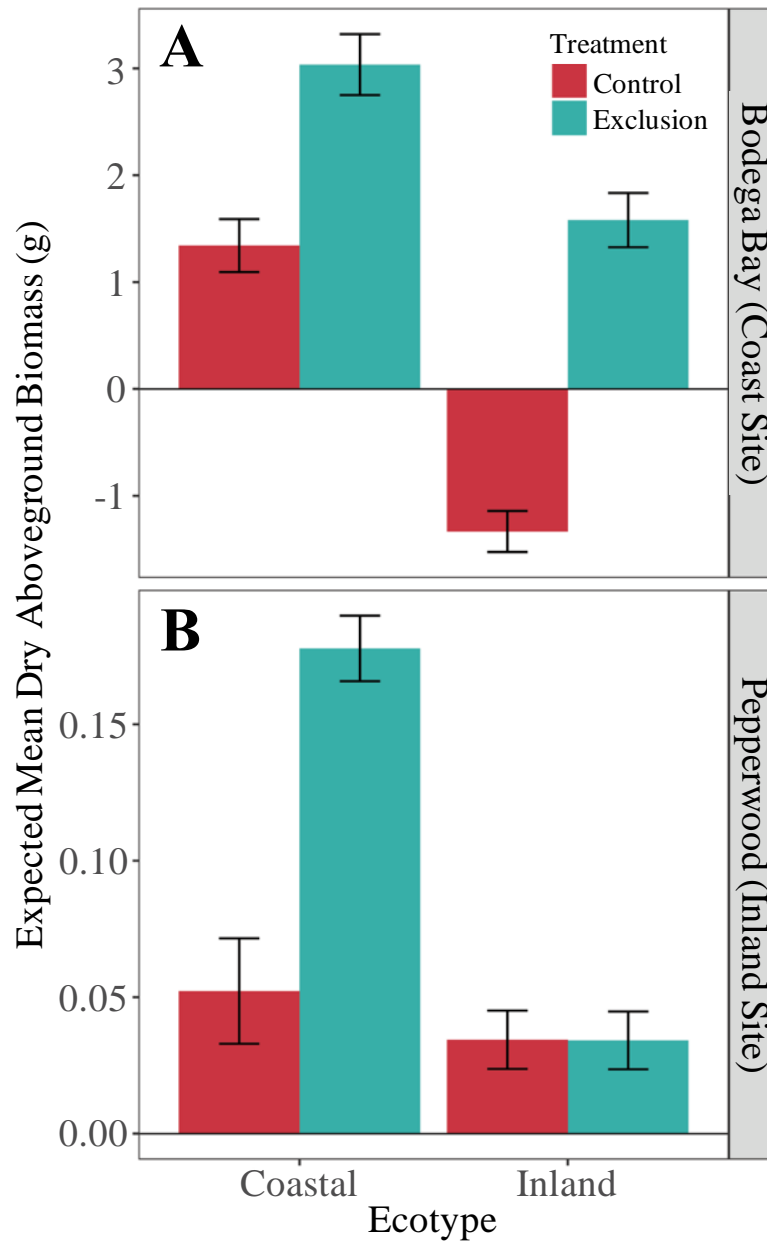 A
Treatment
Control
Exclusion
3
2
1
0
-1
Bodega Bay (Coast Site)
Expected Mean Dry Aboveground Biomass (g)
B
0.15
0.10
0.05
0.00
Pepperwood (Inland Site)
Coastal
Inland
Ecotype